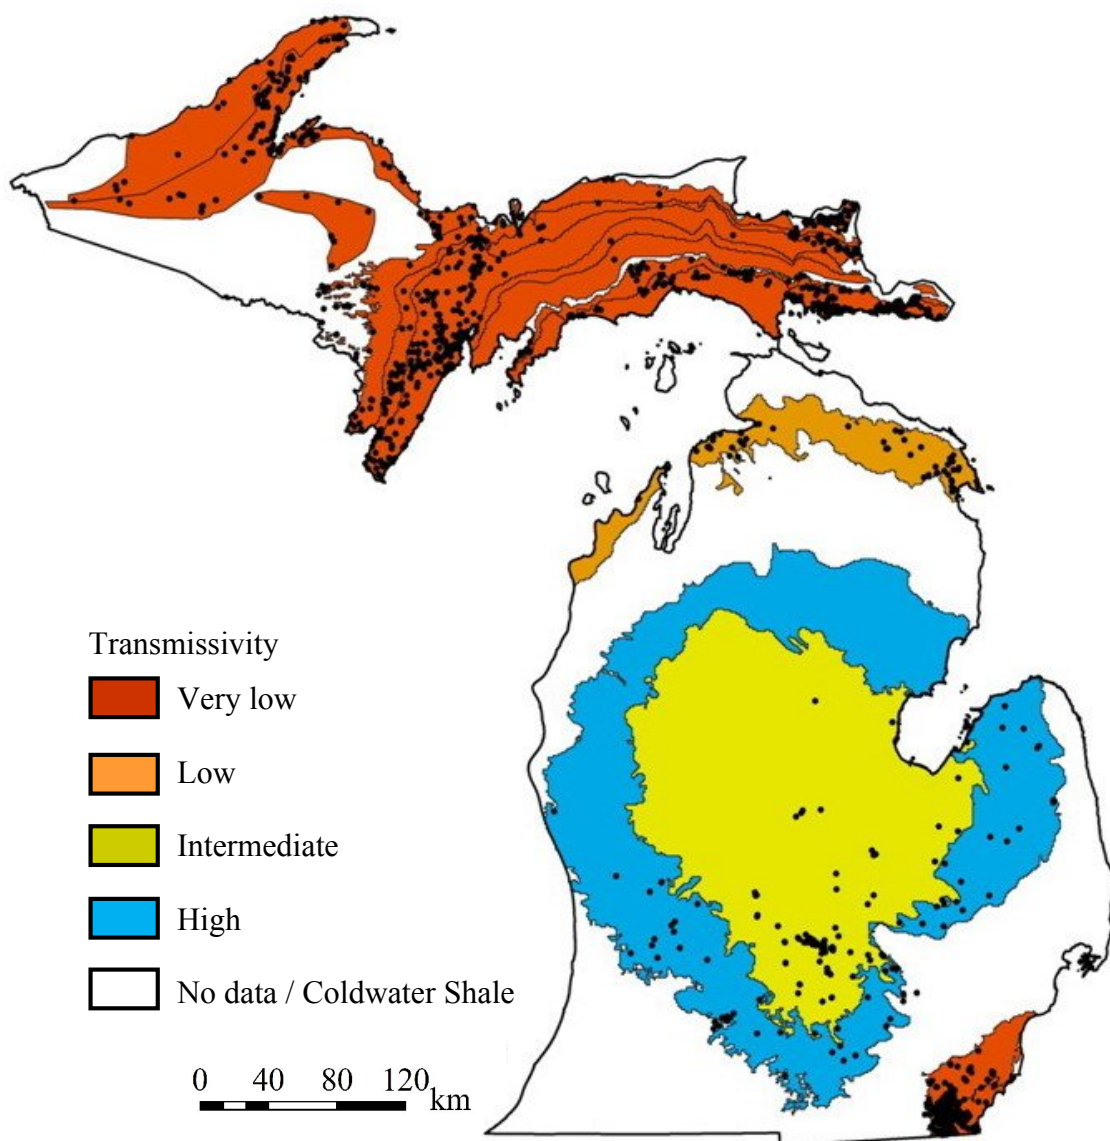 Transmissivity
Very low
Low
Intermediate
High
No data / Coldwater Shale
0 40 80 120
km